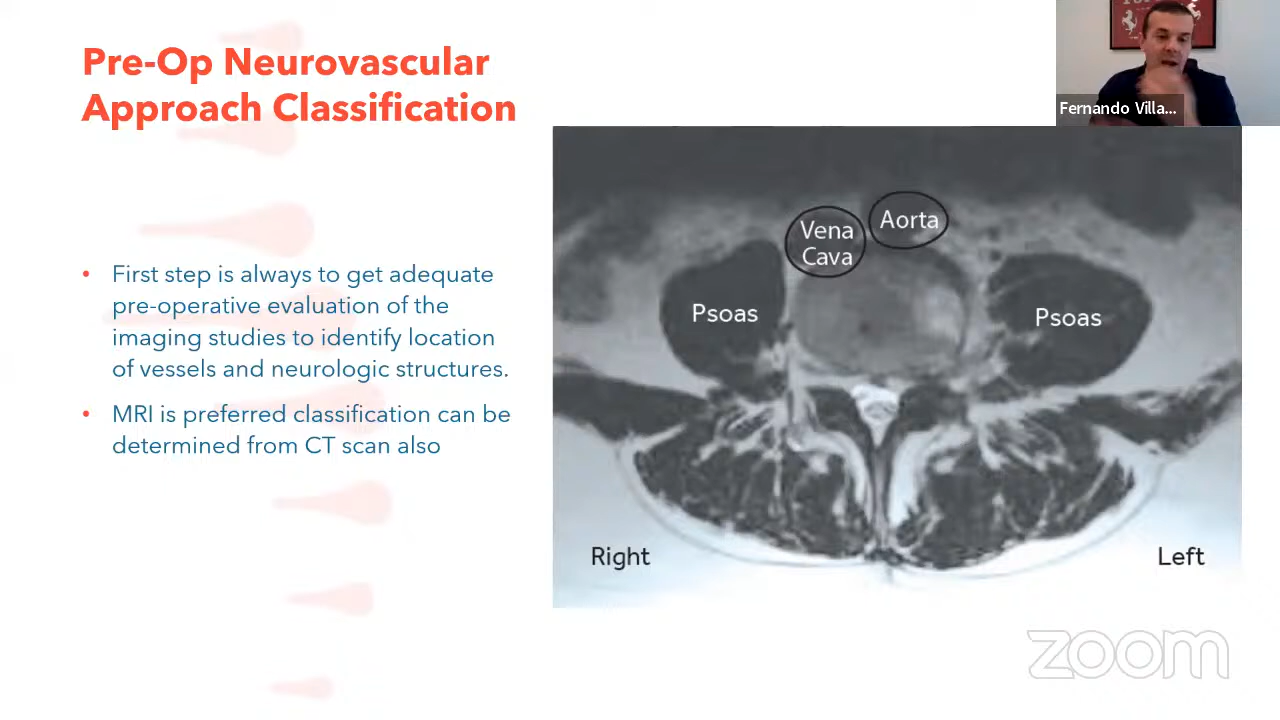 Pre-Op Neurovascular
Approach Classification
Fernando Villa...
• First step is always to get adequate
pre-operative evaluation of the
imaging studies to identify location
of vessels and neurologic structures.
• MRI is preferred classification can be
determined from CT scan also
Vena
Cava
Aorta
Psoas
Psoas
Right
Left
zoom